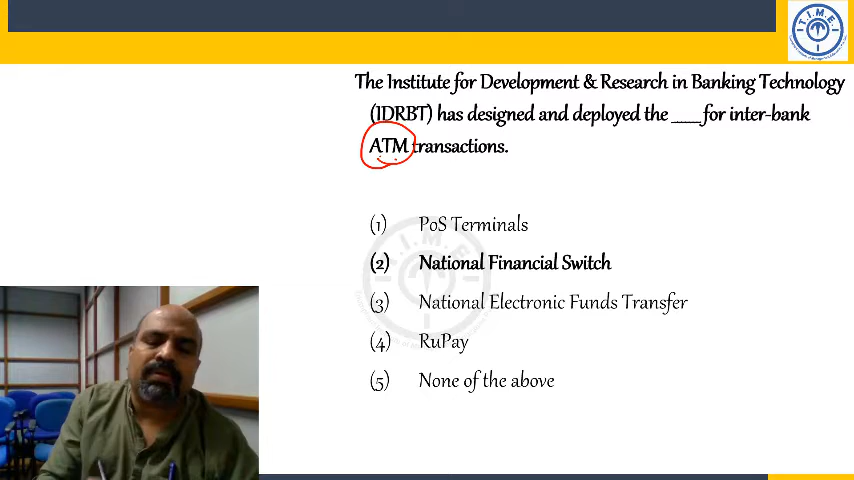 T.I.M.E.
The Institute for Development & Research in Banking Technology
(IDRBT) has designed and deployed the ____ for inter-bank
ATM transactions.
(1) PoS Terminals
(2) National Financial Switch
(3) National Electronic Funds Transfer
(4) RuPay
(5) None of the above